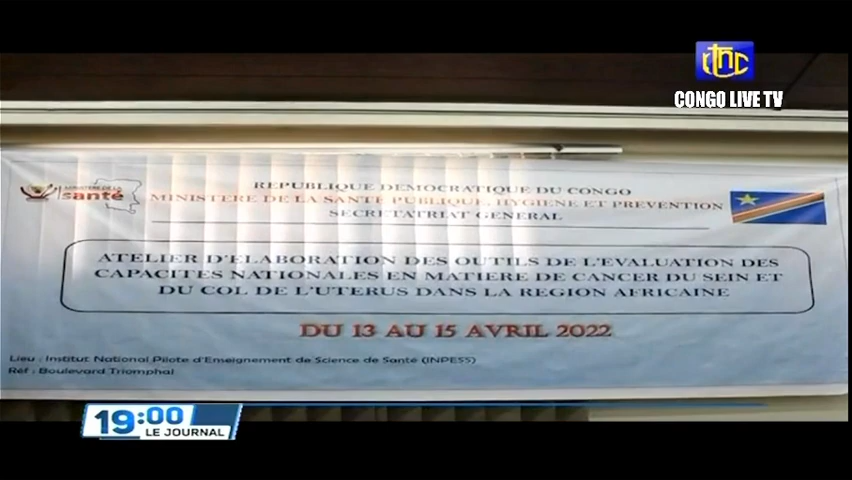 rtnc
CONGO LIVE TV
MINISTERE DE LA
santé
REPUBLIQUE DEMOCRATIQUE DU CONGO
MINISTERE DE LA SANTE PUBLIQUE, HYGIENE ET PREVENTION
SECRETATRIAT GENERAL
ATELIER D'ELABORATION DES OUTILS DE L'EVALUATION DES
CAPACITES NATIONALES EN MATIERE DE CANCER DU SEIN ET
DU COL DE L'UTERUS DANS LA REGION AFRICAINE
DU 13 AU 15 AVRIL 2022
Lieu : Institut National Pilote d'Enseignement de Science de Santé (INPESS)
Réf : Boulevard Triomphal
19:00
LE JOURNAL